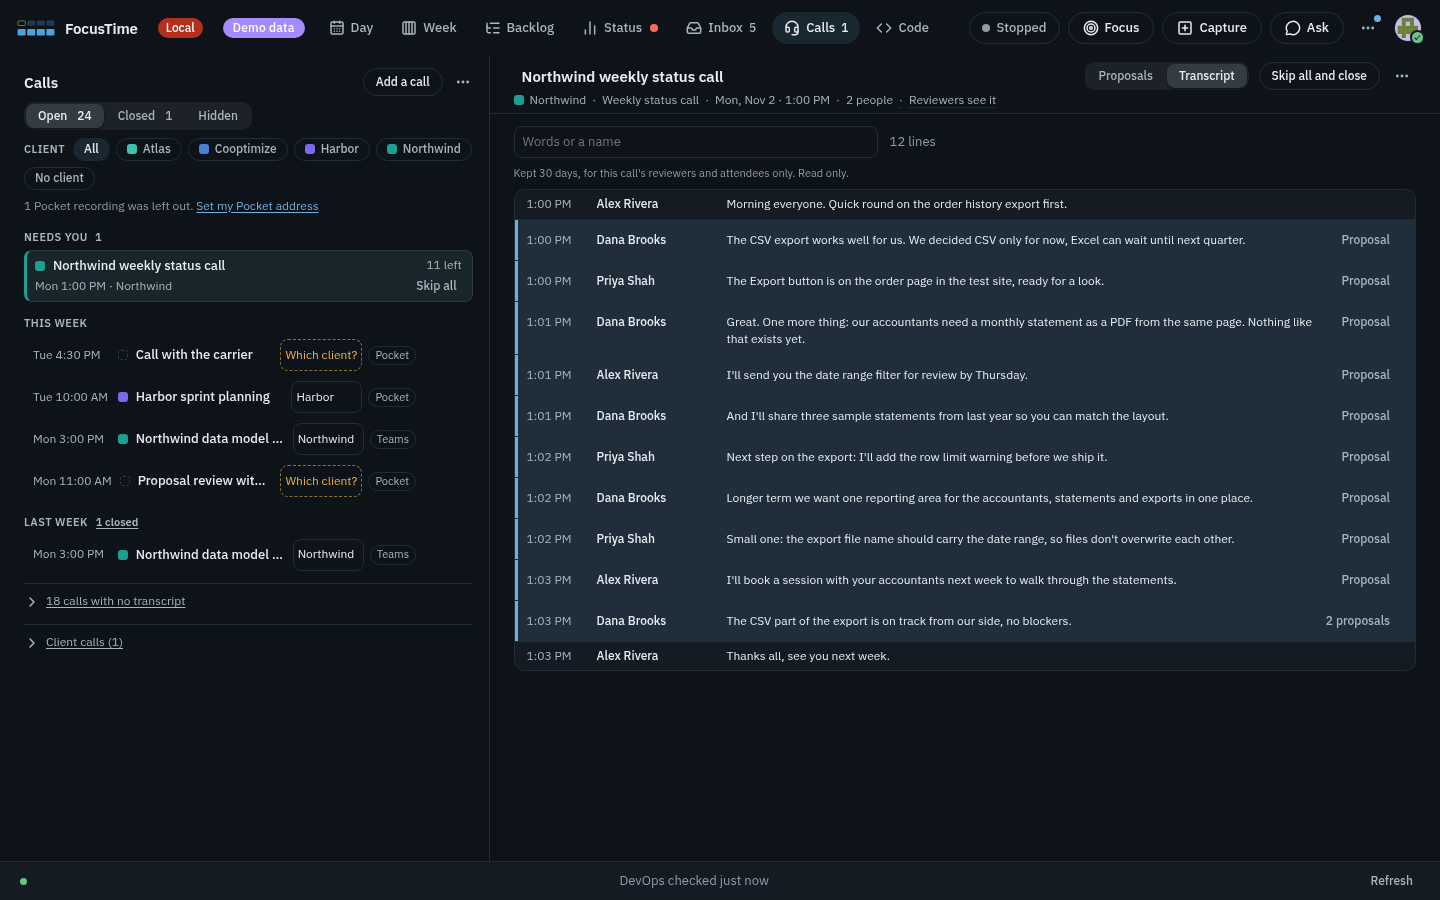 FocusTime
Local
Demo data
Day
Week
Backlog
Status
Inbox 5
Calls 1
Code
Stopped
Focus
Capture
Ask
Calls
Add a call
Open 24
Closed 1
Hidden
CLIENT
All
Atlas
Cooptimize
Harbor
Northwind
No client
1 Pocket recording was left out. Set my Pocket address
NEEDS YOU 1
Northwind weekly status call
11 left
Mon 1:00 PM · Northwind
Skip all
THIS WEEK
Tue 4:30 PM Call with the carrier Which client? Pocket
Tue 10:00 AM Harbor sprint planning Harbor Pocket
Mon 3:00 PM Northwind data model ... Northwind Teams
Mon 11:00 AM Proposal review wit... Which client? Pocket
LAST WEEK 1 closed
Mon 3:00 PM Northwind data model ... Northwind Teams
18 calls with no transcript
Client calls (1)
Northwind weekly status call
Proposals
Transcript
Skip all and close
Northwind · Weekly status call · Mon, Nov 2 · 1:00 PM · 2 people · Reviewers see it
Words or a name
12 lines
Kept 30 days, for this call's reviewers and attendees only. Read only.
1:00 PM Alex Rivera Morning everyone. Quick round on the order history export first.
1:00 PM Dana Brooks The CSV export works well for us. We decided CSV only for now, Excel can wait until next quarter. Proposal
1:00 PM Priya Shah The Export button is on the order page in the test site, ready for a look. Proposal
1:01 PM Dana Brooks Great. One more thing: our accountants need a monthly statement as a PDF from the same page. Nothing like Proposal
that exists yet.
1:01 PM Alex Rivera I'll send you the date range filter for review by Thursday. Proposal
1:01 PM Dana Brooks And I'll share three sample statements from last year so you can match the layout. Proposal
1:02 PM Priya Shah Next step on the export: I'll add the row limit warning before we ship it. Proposal
1:02 PM Dana Brooks Longer term we want one reporting area for the accountants, statements and exports in one place. Proposal
1:02 PM Priya Shah Small one: the export file name should carry the date range, so files don't overwrite each other. Proposal
1:03 PM Alex Rivera I'll book a session with your accountants next week to walk through the statements. Proposal
1:03 PM Dana Brooks The CSV part of the export is on track from our side, no blockers. 2 proposals
1:03 PM Alex Rivera Thanks all, see you next week.
DevOps checked just now
Refresh